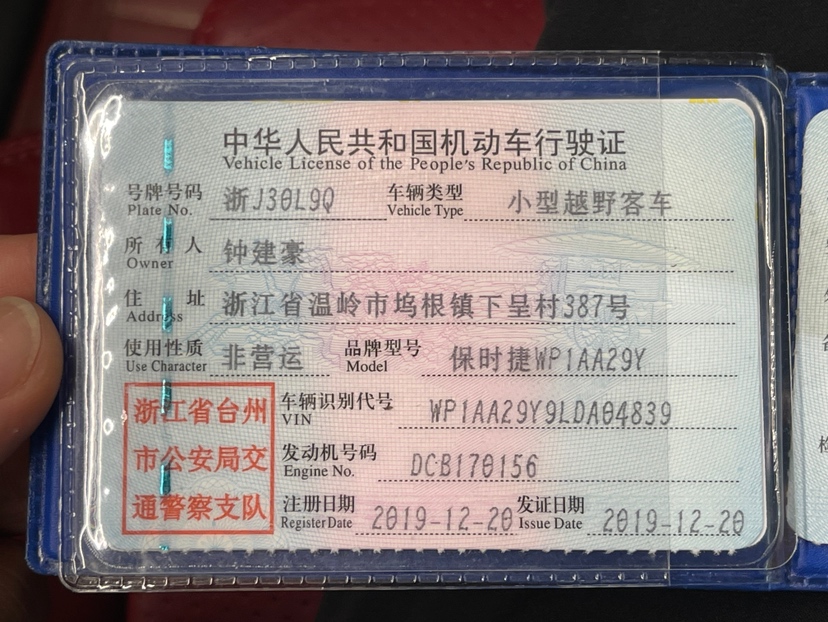 中华人民共和国机动车行驶证
Vehicle License of the People's Republic of China
号牌号码 浙J30L9Q 车辆类型 小型越野客车
Plate No. Vehicle Type
所有人 钟建豪
Owner
住址 浙江省温岭市坞根镇下呈村387号
Address
使用性质 非营运 品牌型号 保时捷WP1AA29Y
Use Character Model
浙江省台州
市公安局交
通警察支队
车辆识别代号 WP1AA29Y9LDA04839
VIN
发动机号码 DCB170156
Engine No.
注册日期 2019-12-20 发证日期 2019-12-20
Register Date Issue Date